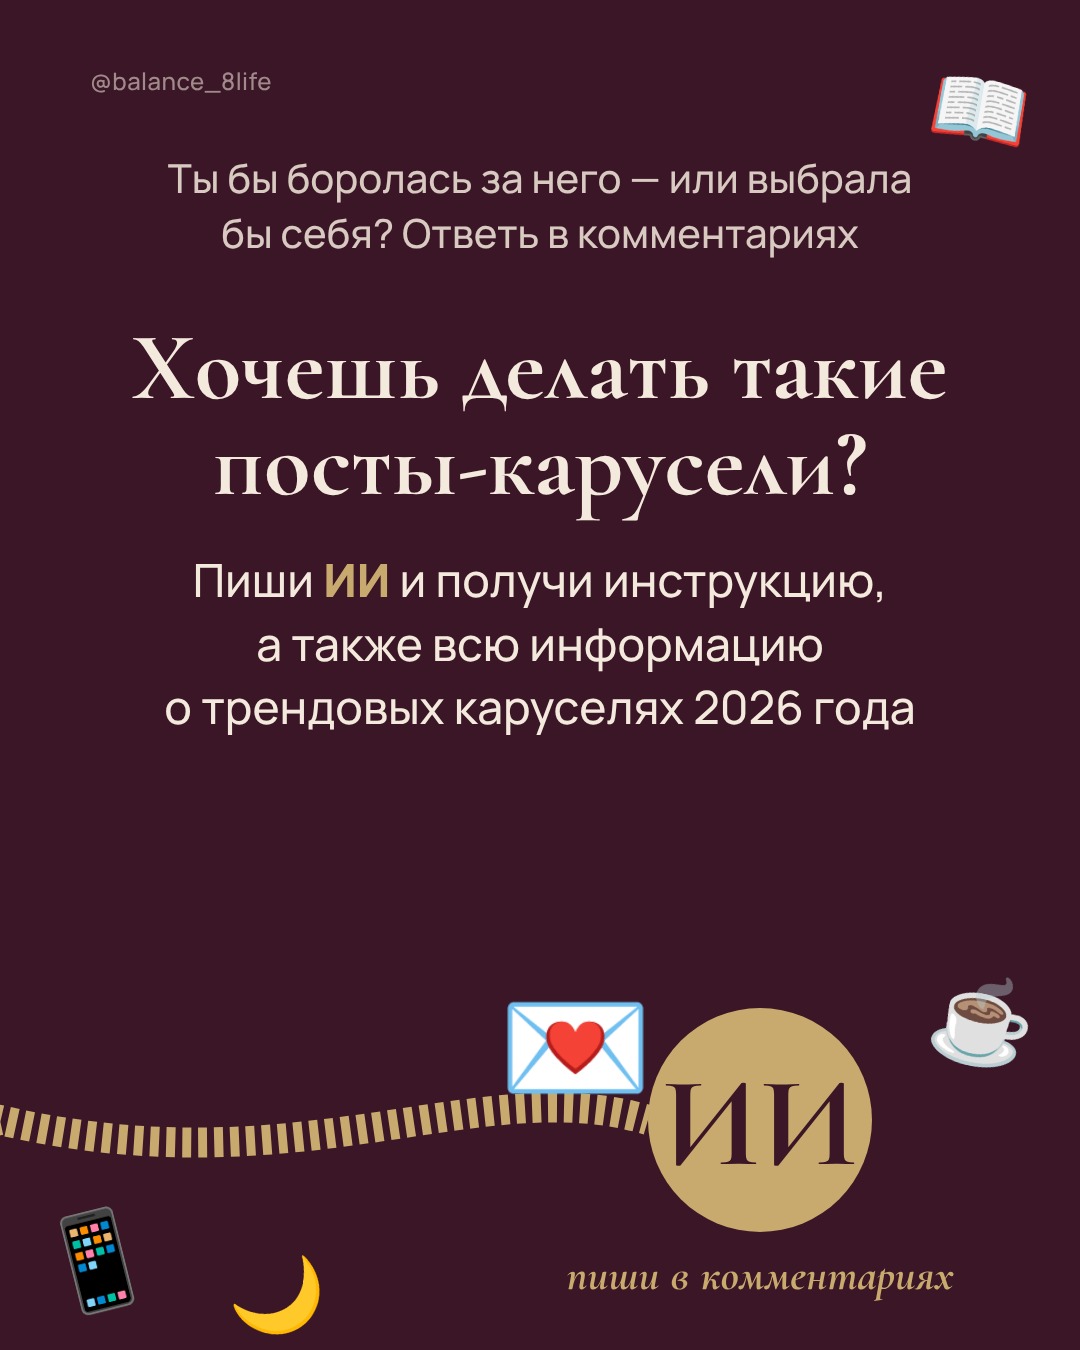 @balance_8life
Ты бы боролась за него — или выбрала
бы себя? Ответь в комментариях
Хочешь делать такие
посты-карусели?
Пиши ИИ и получи инструкцию,
а также всю информацию
о трендовых каруселях 2026 года
ИИ
пиши в комментариях